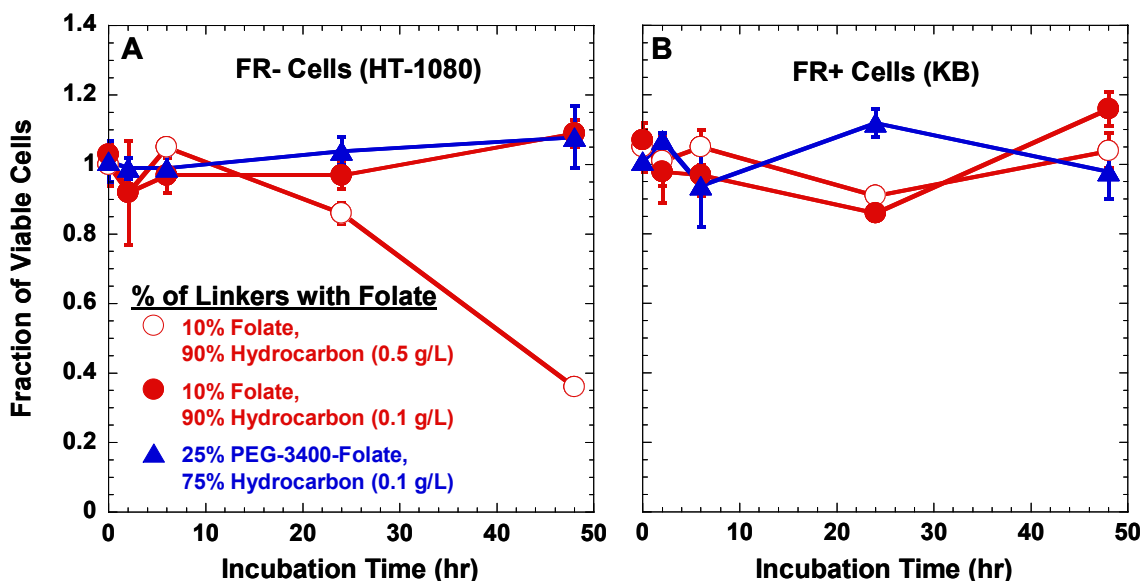 Fraction of Viable Cells
1.4
1.2
1
0.8
0.6
0.4
0.2
0
A
FR- Cells (HT-1080)
% of Linkers with Folate
10% Folate,
90% Hydrocarbon (0.5 g/L)
10% Folate,
90% Hydrocarbon (0.1 g/L)
25% PEG-3400-Folate,
75% Hydrocarbon (0.1 g/L)
0 10 20 30 40 50
Incubation Time (hr)
B
FR+ Cells (KB)
0 10 20 30 40 50
Incubation Time (hr)